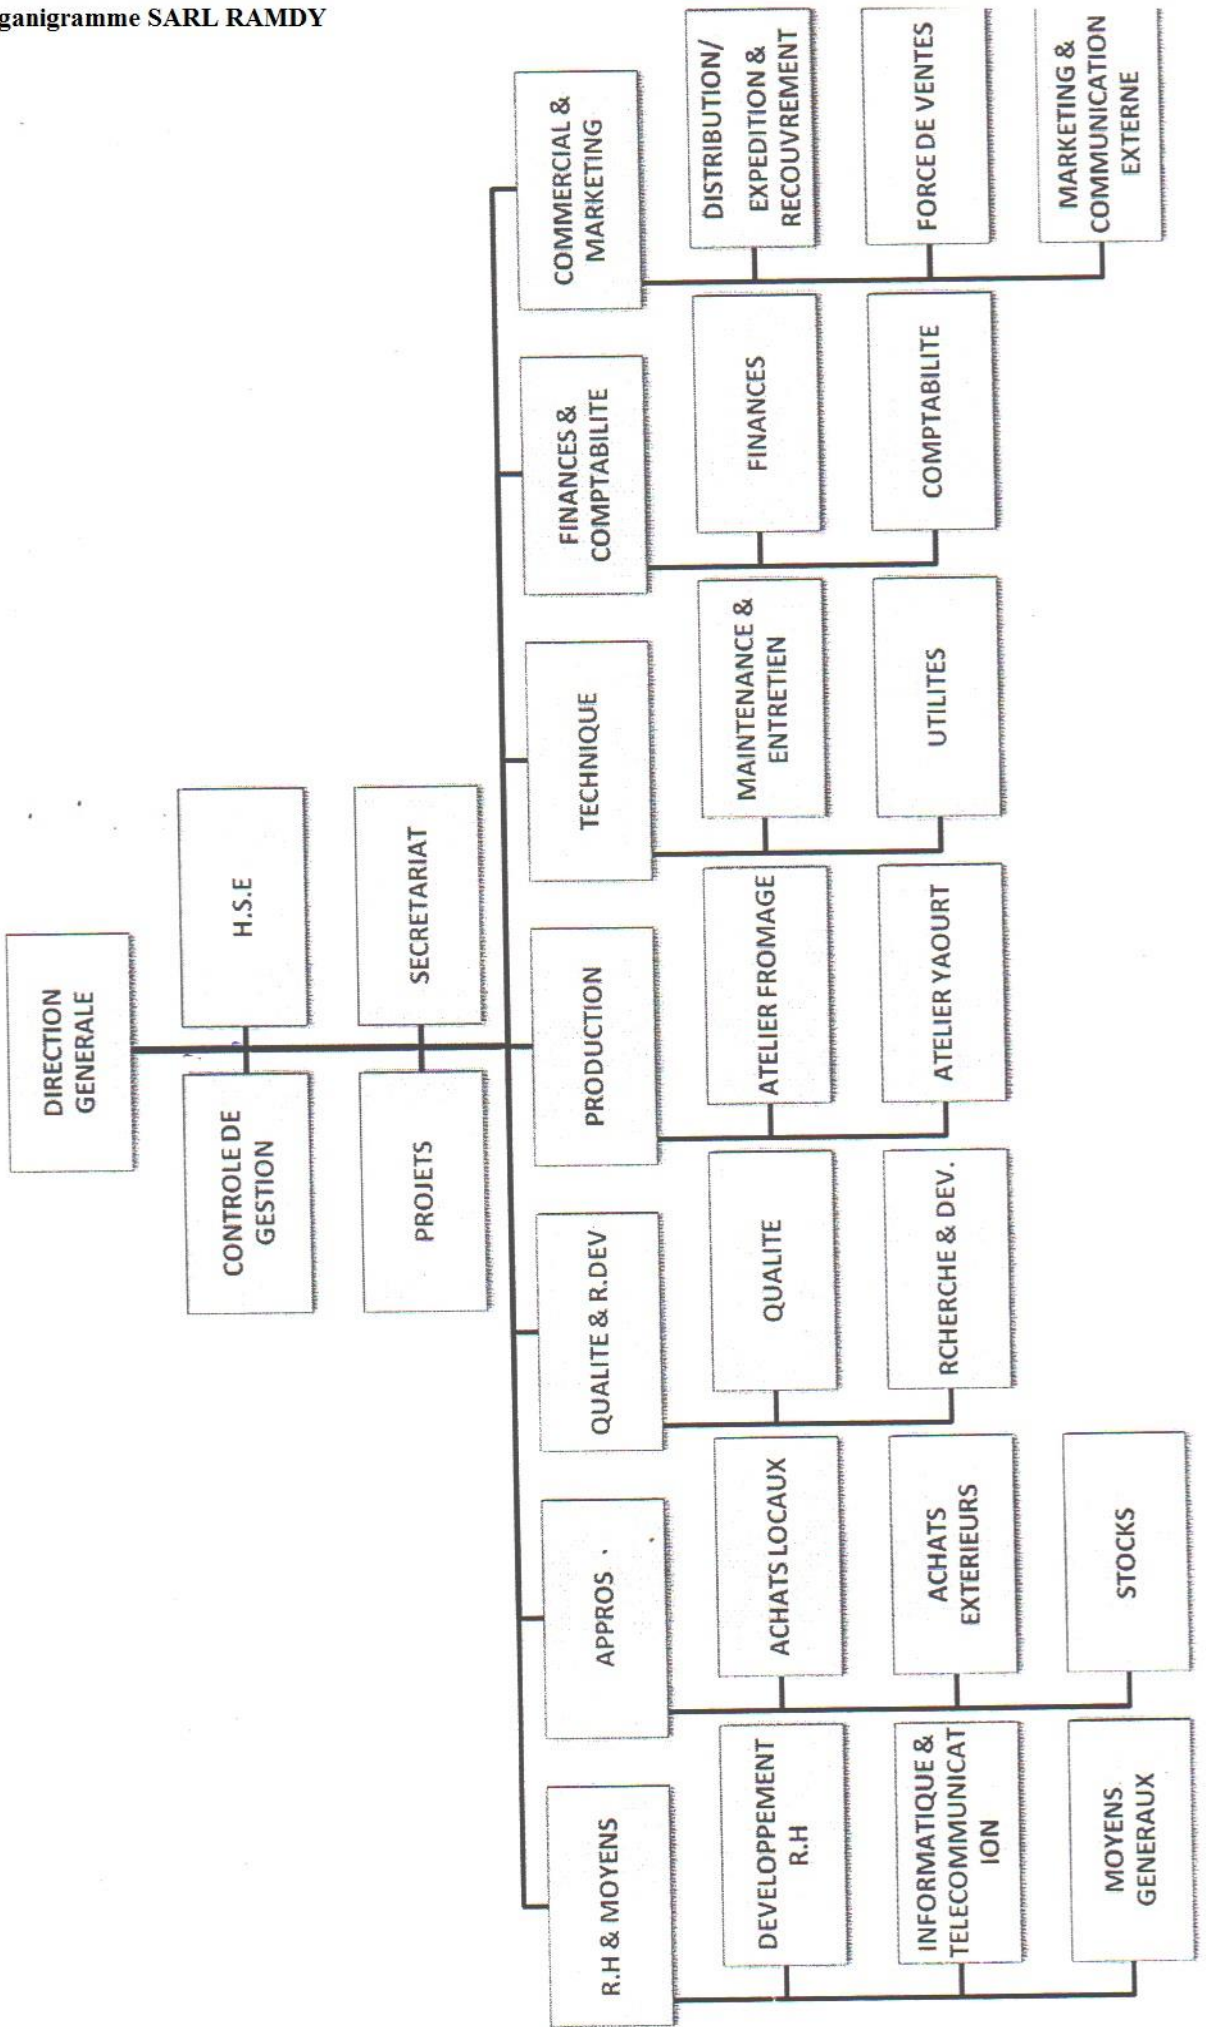 ganigramme SARL RAMDY
DIRECTION
GENERALE
CONTROLE DE
GESTION
H.S.E
PROJETS
SECRETARIAT
R.H & MOYENS
APPROS
QUALITE & R.DEV
PRODUCTION
TECHNIQUE
FINANCES &
COMPTABILITE
COMMERCIAL &
MARKETING
DEVELOPPEMENT
R.H
INFORMATIQUE &
TELECOMMUNICAT
ION
MOYENS
GENERAUX
ACHATS LOCAUX
ACHATS
EXTERIEURS
STOCKS
QUALITE
RCHERCHE & DEV.
ATELIER FROMAGE
ATELIER YAOURT
MAINTENANCE &
ENTRETIEN
UTILITES
FINANCES
COMPTABILITE
DISTRIBUTION/
EXPEDITION &
RECOUVREMENT
FORCE DE VENTES
MARKETING &
COMMUNICATION
EXTERNE